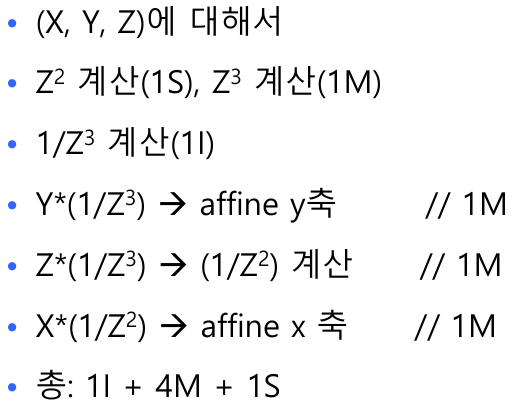 • (X, Y, Z)에 대해서
• Z² 계산(1S), Z³ 계산(1M)
• 1/Z³ 계산(1I)
• Y*(1/Z³) → affine y축 // 1M
• Z*(1/Z³) → (1/Z²) 계산 // 1M
• X*(1/Z²) → affine x 축 // 1M
• 총: 1I + 4M + 1S